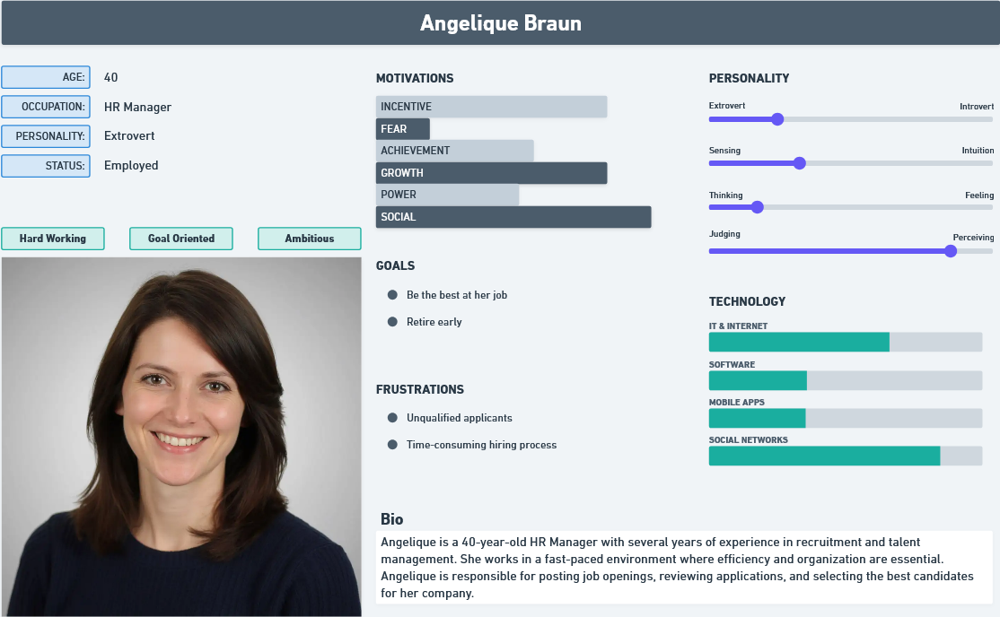 Angelique Braun
AGE: 40
OCCUPATION: HR Manager
PERSONALITY: Extrovert
STATUS: Employed
Hard Working
Goal Oriented
Ambitious
MOTIVATIONS
INCENTIVE
FEAR
ACHIEVEMENT
GROWTH
POWER
SOCIAL
GOALS
Be the best at her job
Retire early
FRUSTRATIONS
Unqualified applicants
Time-consuming hiring process
PERSONALITY
Extrovert Introvert
Sensing Intuition
Thinking Feeling
Judging Perceiving
TECHNOLOGY
IT & INTERNET
SOFTWARE
MOBILE APPS
SOCIAL NETWORKS
Bio
Angelique is a 40-year-old HR Manager with several years of experience in recruitment and talent
management. She works in a fast-paced environment where efficiency and organization are essential.
Angelique is responsible for posting job openings, reviewing applications, and selecting the best candidates
for her company.